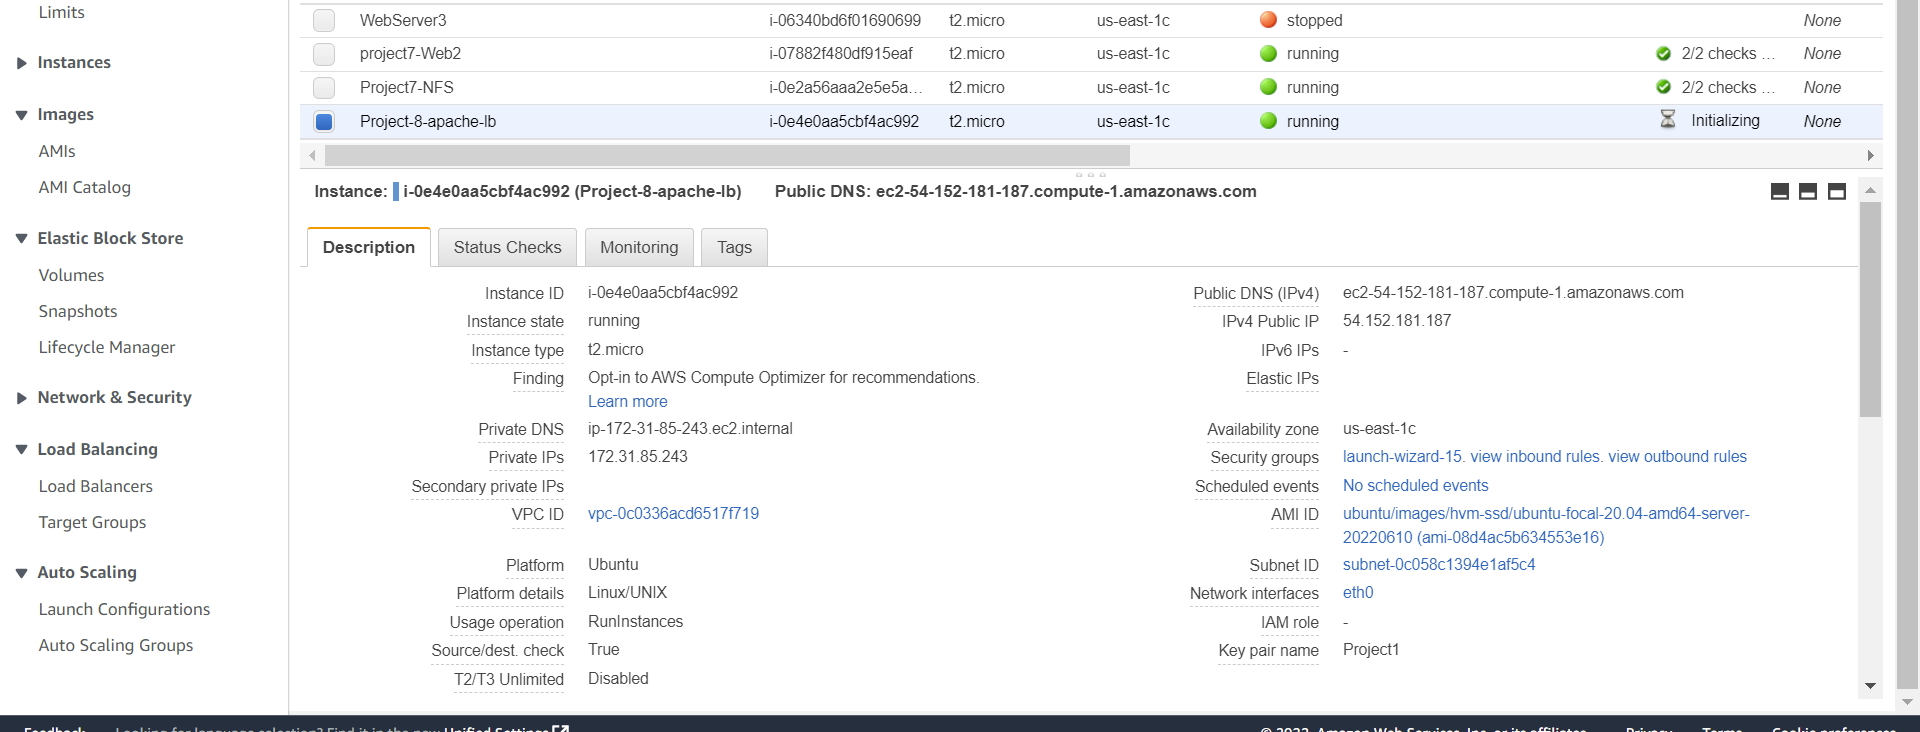 Limits
Instances
Images
AMIs
AMI Catalog
Elastic Block Store
Volumes
Snapshots
Lifecycle Manager
Network & Security
Load Balancing
Load Balancers
Target Groups
Auto Scaling
Launch Configurations
Auto Scaling Groups
WebServer3 i-06340bd6f01690699 t2.micro us-east-1c stopped None
project7-Web2 i-07882f480df915eaf t2.micro us-east-1c running 2/2 checks ... None
Project7-NFS i-0e2a56aaa2e5e5a... t2.micro us-east-1c running 2/2 checks ... None
Project-8-apache-lb i-0e4e0aa5cbf4ac992 t2.micro us-east-1c running Initializing None
Instance: i-0e4e0aa5cbf4ac992 (Project-8-apache-lb) Public DNS: ec2-54-152-181-187.compute-1.amazonaws.com
Description Status Checks Monitoring Tags
Instance ID i-0e4e0aa5cbf4ac992
Instance state running
Instance type t2.micro
Finding Opt-in to AWS Compute Optimizer for recommendations.
Learn more
Private DNS ip-172-31-85-243.ec2.internal
Private IPs 172.31.85.243
Secondary private IPs
VPC ID vpc-0c0336acd6517f719
Platform Ubuntu
Platform details Linux/UNIX
Usage operation RunInstances
Source/dest. check True
T2/T3 Unlimited Disabled
Public DNS (IPv4) ec2-54-152-181-187.compute-1.amazonaws.com
IPv4 Public IP 54.152.181.187
IPv6 IPs -
Elastic IPs
Availability zone us-east-1c
Security groups launch-wizard-15. view inbound rules. view outbound rules
Scheduled events No scheduled events
AMI ID ubuntu/images/hvm-ssd/ubuntu-focal-20.04-amd64-server-
20220610 (ami-08d4ac5b634553e16)
Subnet ID subnet-0c058c1394e1af5c4
Network interfaces eth0
IAM role -
Key pair name Project1
Feedback Looking for language selection? Find it in the new Unified Settings © 2022, Amazon Web Services, Inc. or its affiliates. Privacy Terms Cookie preferences